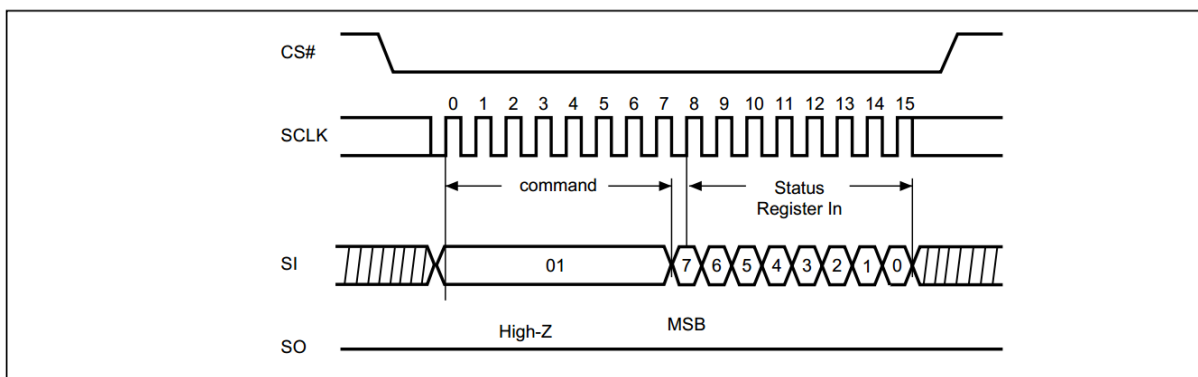 CS#
0 1 2 3 4 5 6 7 8 9 10 11 12 13 14 15
SCLK
command
Status
Register In
SI
01
7 6 5 4 3 2 1 0
High-Z
MSB
SO